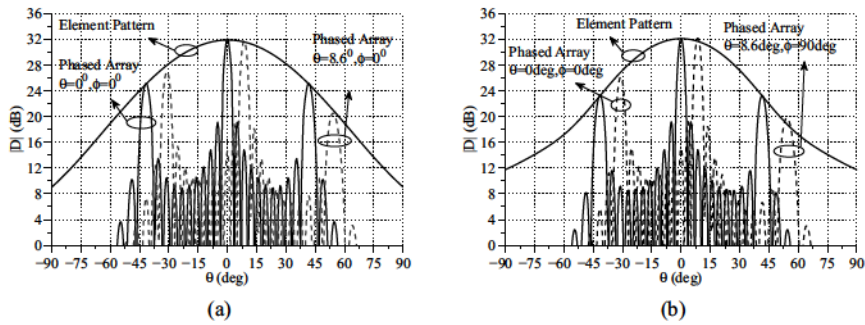 36
32
28
24
20
16
12
8
4
0
|D| (dB)
Element Pattern
Phased Array
θ=0⁰,ϕ=0⁰
Phased Array
θ=8.6⁰,ϕ=0⁰
−90 −75 −60 −45 −30 −15 0 15 30 45 60 75 90
θ (deg)
(a)
36
32
28
24
20
16
12
8
4
0
|D| (dB)
Element Pattern
Phased Array
θ=0deg,ϕ=0deg
Phased Array
θ=8.6deg,ϕ=90deg
−90 −75 −60 −45 −30 −15 0 15 30 45 60 75 90
θ (deg)
(b)